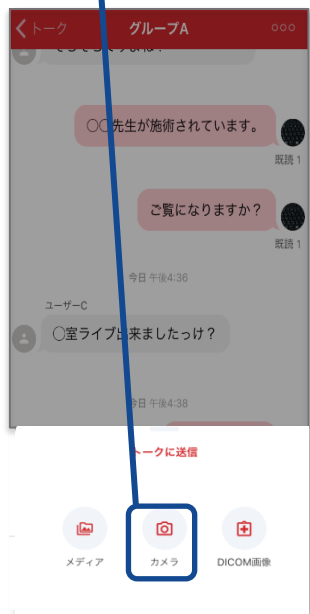 トーク
グループA
○○先生が施術されています。
既読 1
ご覧になりますか？
既読 1
今日 午後4:36
ユーザーC
○室ライブ出来ましたっけ？
今日 午後4:38
トークに送信
メディア
カメラ
DICOM画像